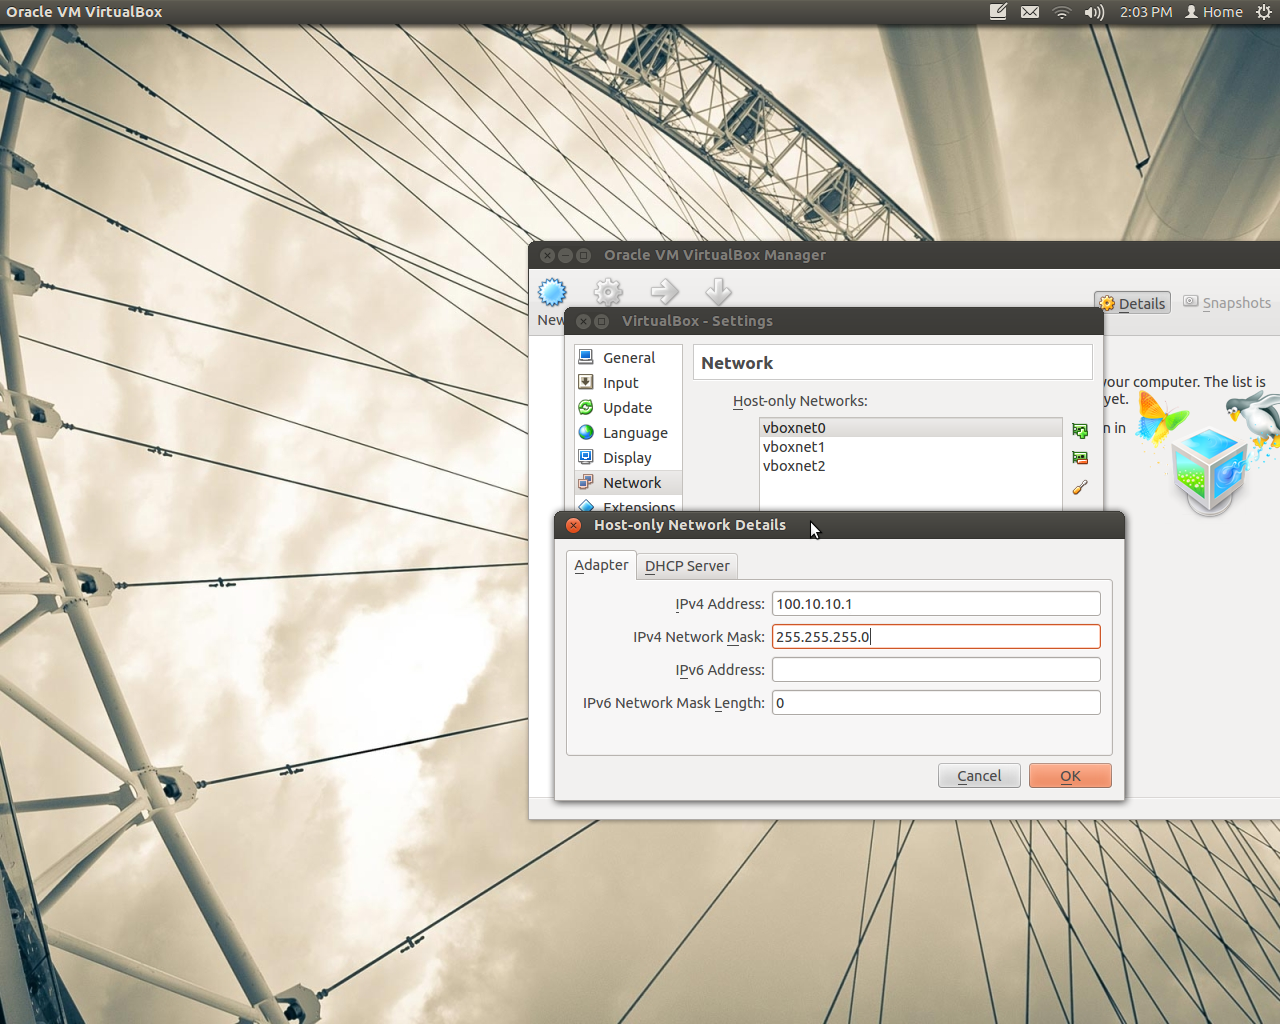 Oracle VM VirtualBox
2:03 PM Home
Oracle VM VirtualBox Manager
New
Details
Snapshots
VirtualBox - Settings
General
Input
Update
Language
Display
Network
Extensions
Network
Host-only Networks:
vboxnet0
vboxnet1
vboxnet2
your computer. The list is
yet.
n in
Host-only Network Details
Adapter
DHCP Server
IPv4 Address: 100.10.10.1
IPv4 Network Mask: 255.255.255.0
IPv6 Address:
IPv6 Network Mask Length: 0
Cancel
OK